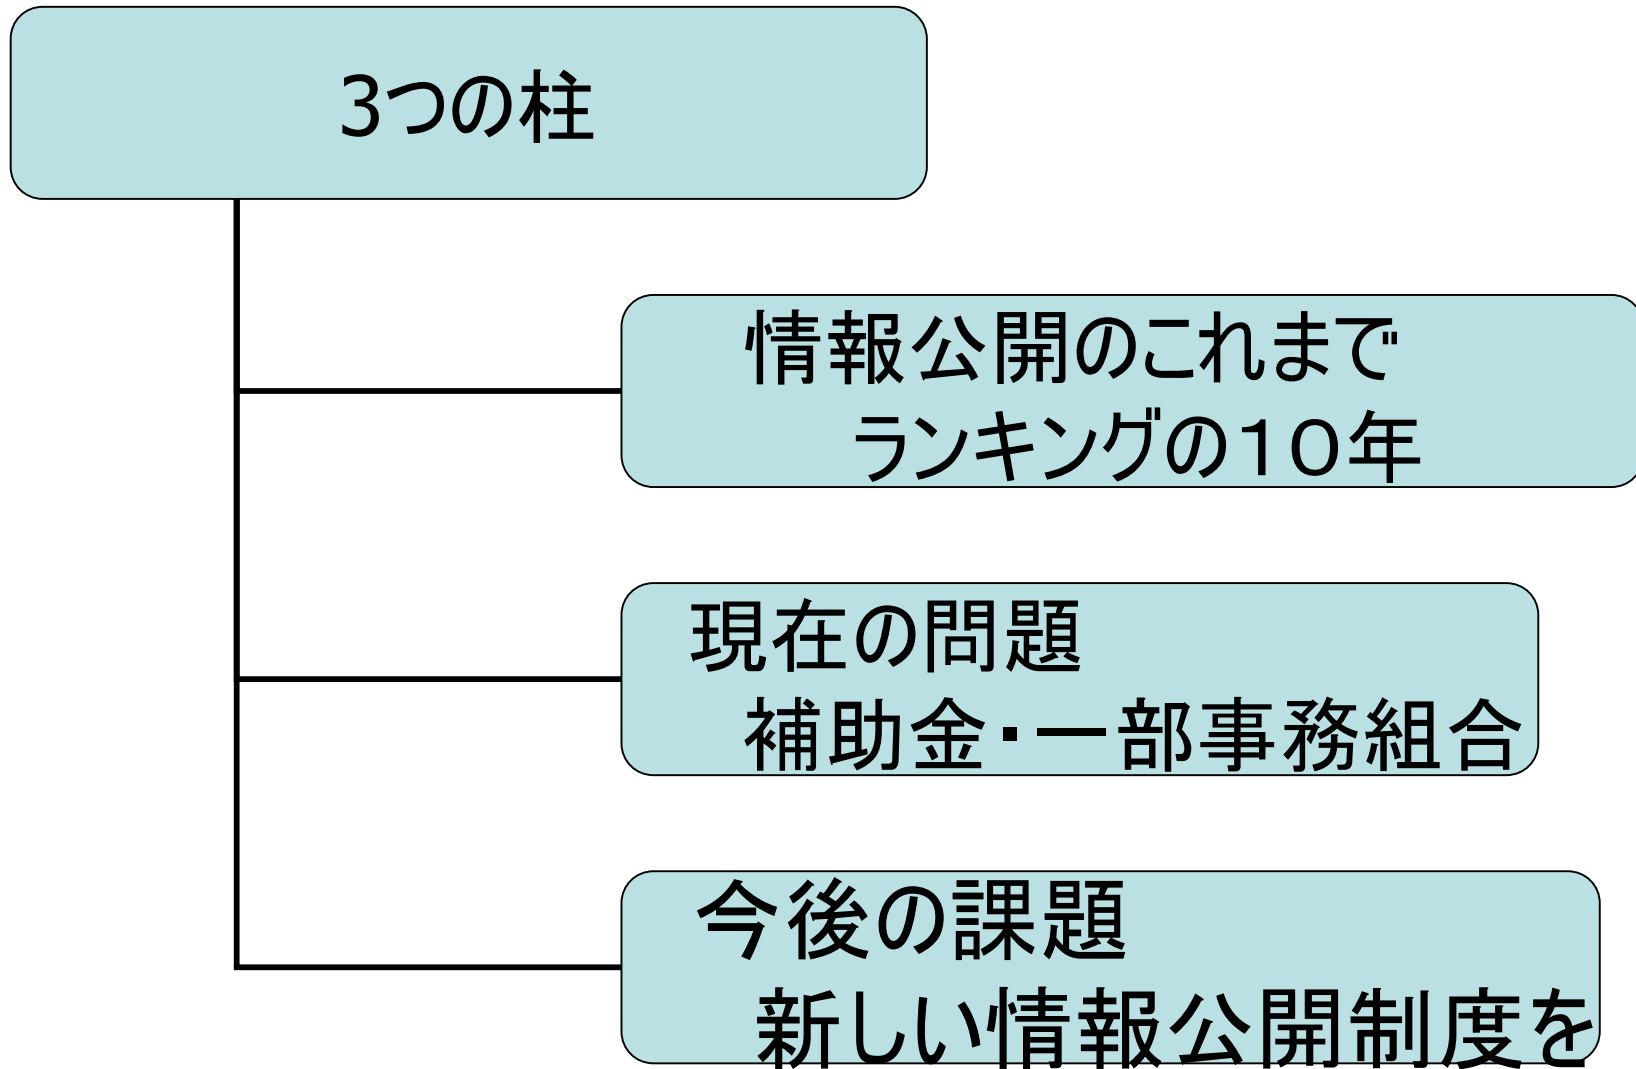 3つの柱
情報公開のこれまで
ランキングの１０年
現在の問題
補助金・一部事務組合
今後の課題
新しい情報公開制度を